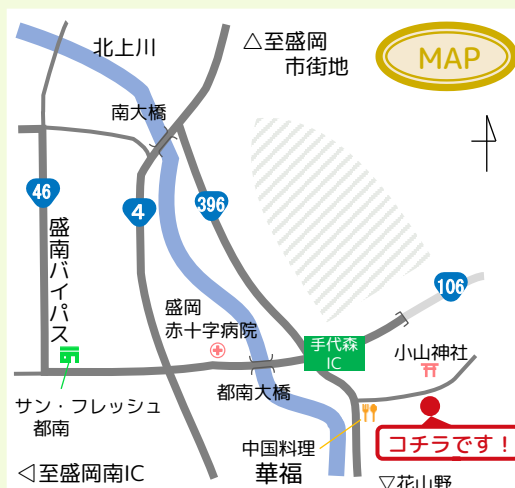 北上川
△至盛岡
市街地
MAP
南大橋
46
4
396
盛南バイパス
106
盛岡
赤十字病院
手代森
IC
小山神社
都南大橋
サン・フレッシュ
都南
コチラです!
中国料理
華福
◁至盛岡南IC
▽花山野